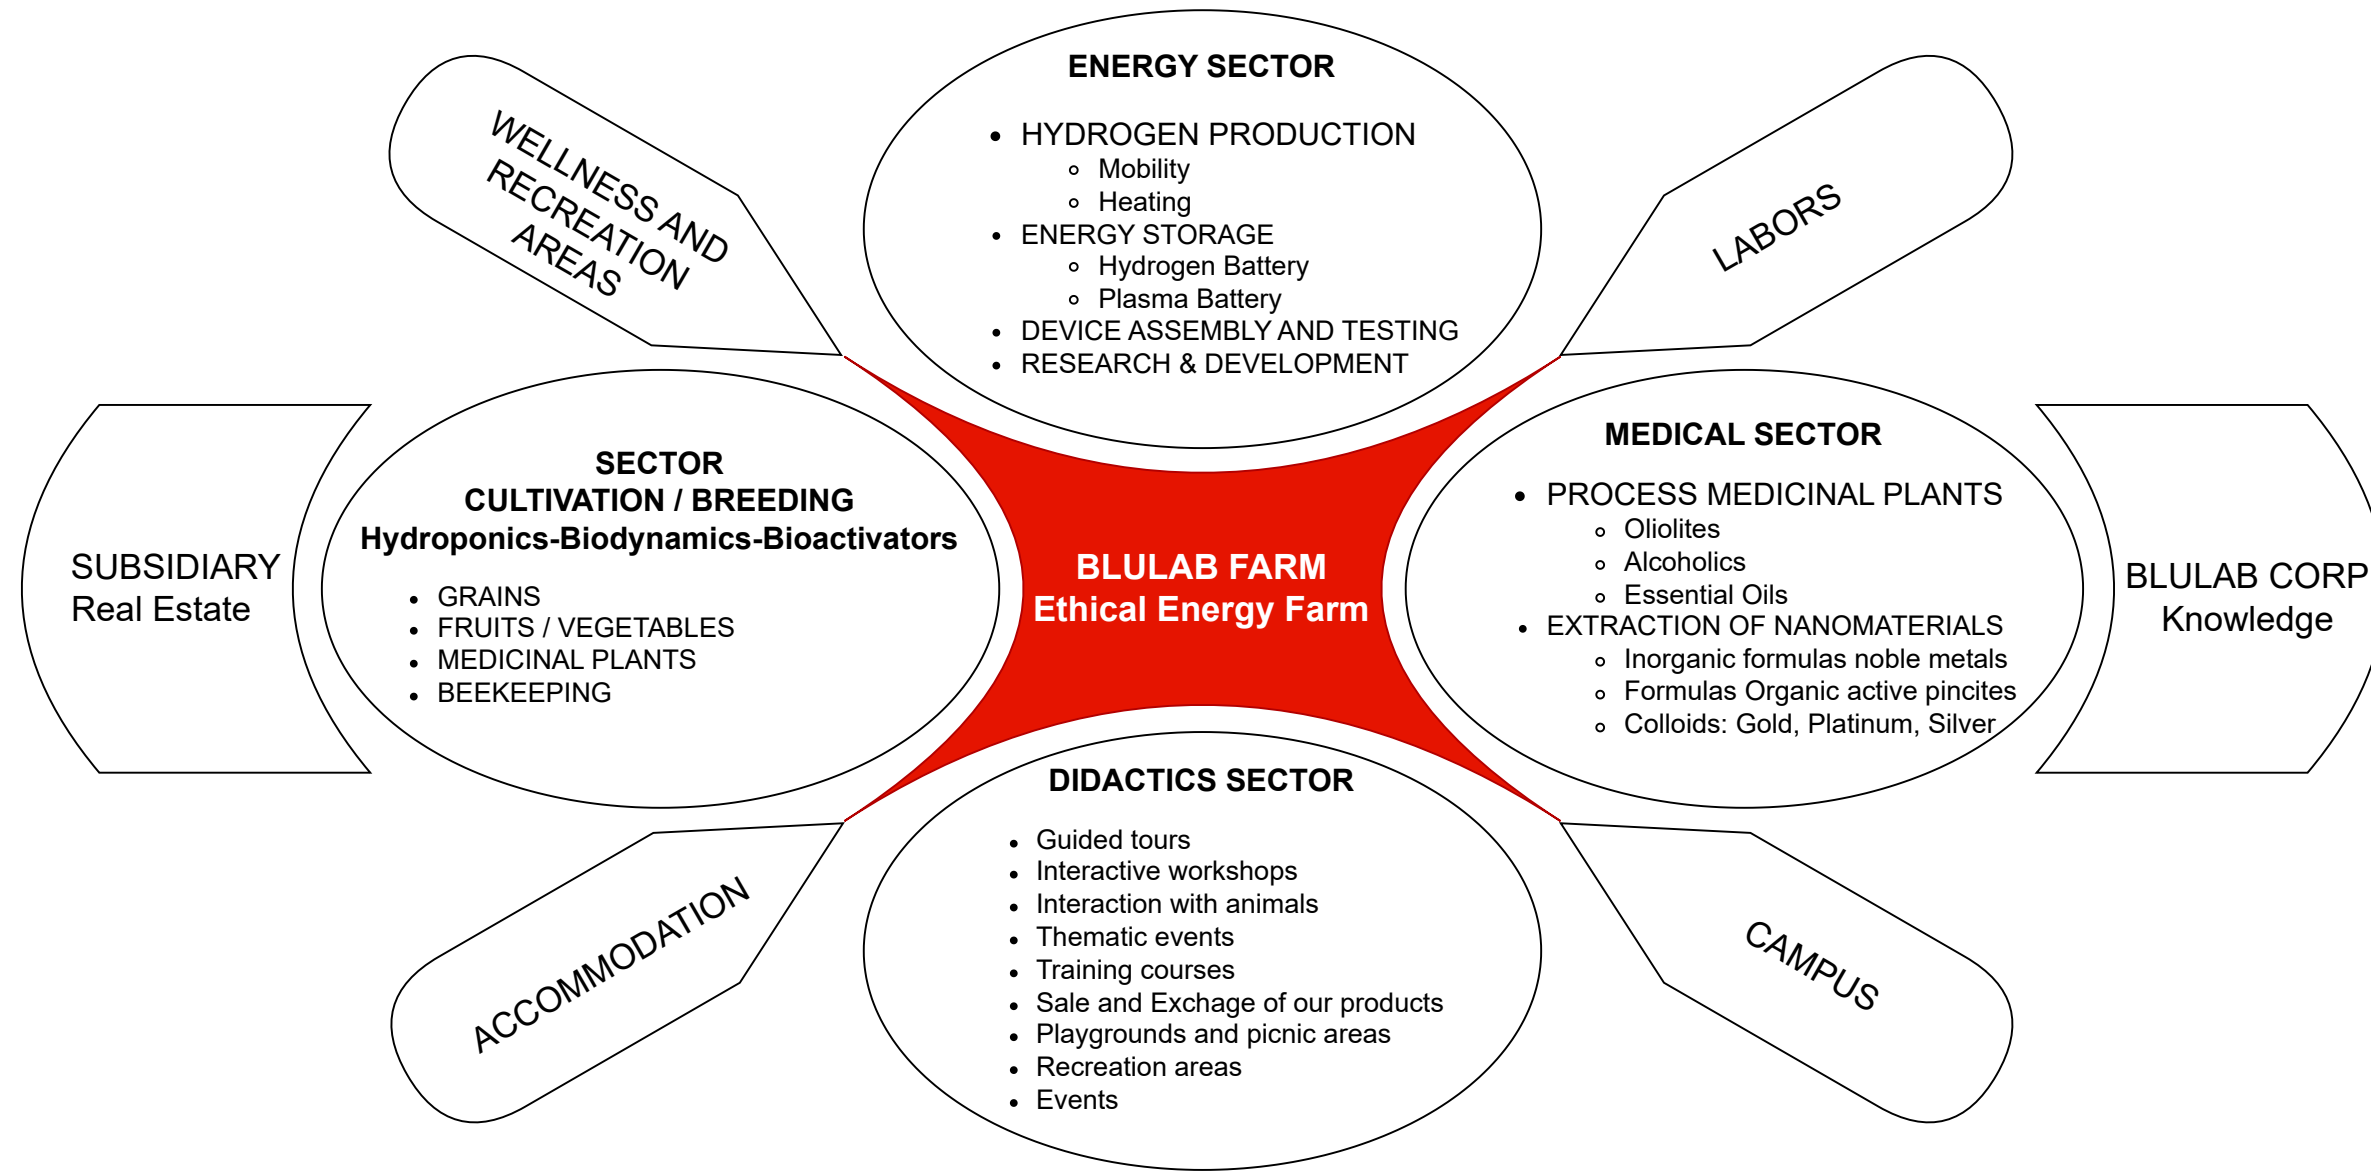 ENERGY SECTOR
HYDROGEN PRODUCTION
Mobility
Heating
ENERGY STORAGE
Hydrogen Battery
Plasma Battery
DEVICE ASSEMBLY AND TESTING
RESEARCH & DEVELOPMENT
WELLNESS AND
RECREATION
AREAS
LABORS
SUBSIDIARY
Real Estate
SECTOR
CULTIVATION / BREEDING
Hydroponics-Biodynamics-Bioactivators
GRAINS
FRUITS / VEGETABLES
MEDICINAL PLANTS
BEEKEEPING
BLULAB FARM
Ethical Energy Farm
MEDICAL SECTOR
PROCESS MEDICINAL PLANTS
Oliolites
Alcoholics
Essential Oils
EXTRACTION OF NANOMATERIALS
Inorganic formulas noble metals
Formulas Organic active pincites
Colloids: Gold, Platinum, Silver
BLULAB CORP
Knowledge
DIDACTICS SECTOR
Guided tours
Interactive workshops
Interaction with animals
Thematic events
Training courses
Sale and Exchage of our products
Playgrounds and picnic areas
Recreation areas
Events
ACCOMMODATION
CAMPUS